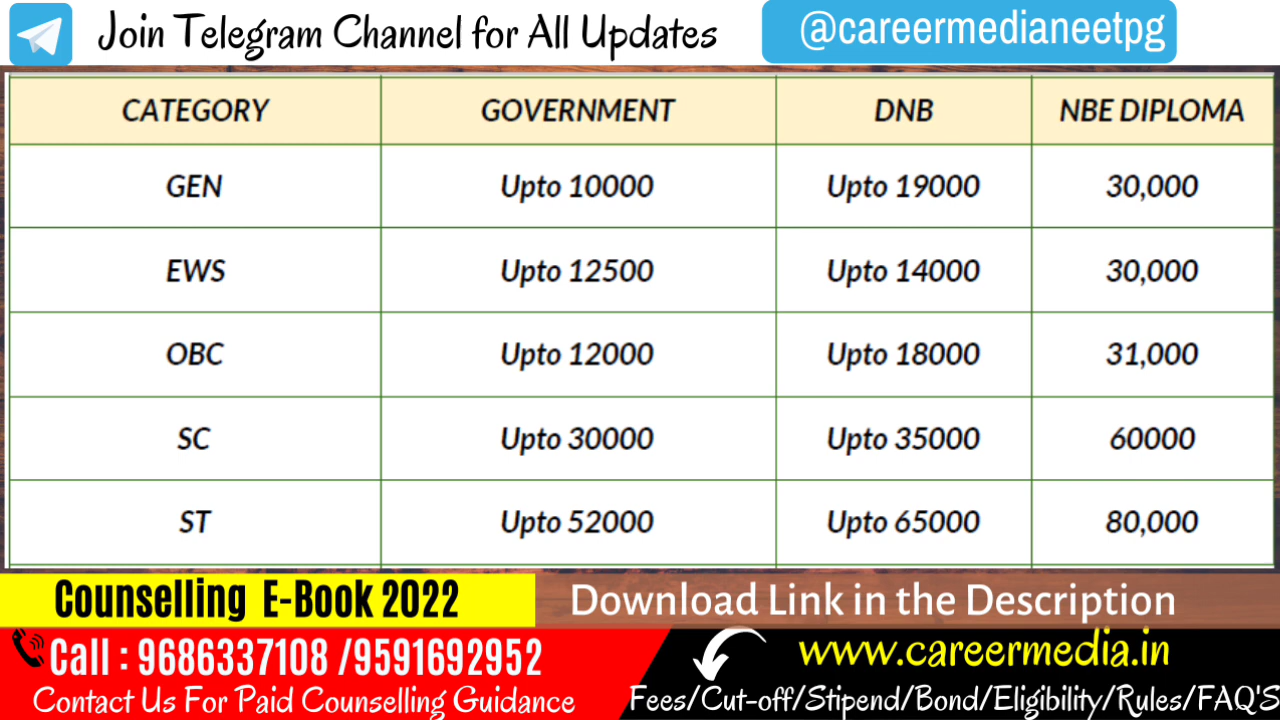 Join Telegram Channel for All Updates @careermedianeetpg
CATEGORY GOVERNMENT DNB NBE DIPLOMA
GEN Upto 10000 Upto 19000 30,000
EWS Upto 12500 Upto 14000 30,000
OBC Upto 12000 Upto 18000 31,000
SC Upto 30000 Upto 35000 60000
ST Upto 52000 Upto 65000 80,000
Counselling E-Book 2022 Download Link in the Description
Call : 9686337108 /9591692952 www.careermedia.in
Contact Us For Paid Counselling Guidance Fees/Cut-off/Stipend/Bond/Eligibility/Rules/FAQ'S